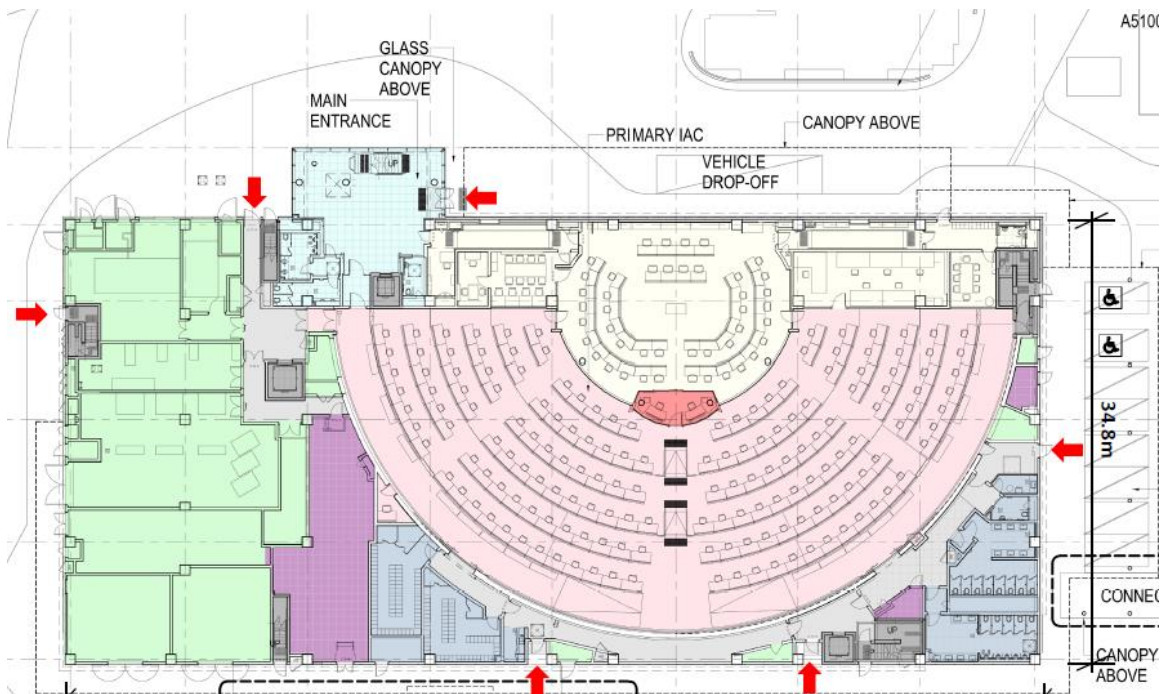 A5100
GLASS
CANOPY
ABOVE
MAIN
ENTRANCE
PRIMARY IAC
CANOPY ABOVE
VEHICLE
DROP-OFF
UP
34.8m
UP
CONNEC
CANOPY
ABOVE